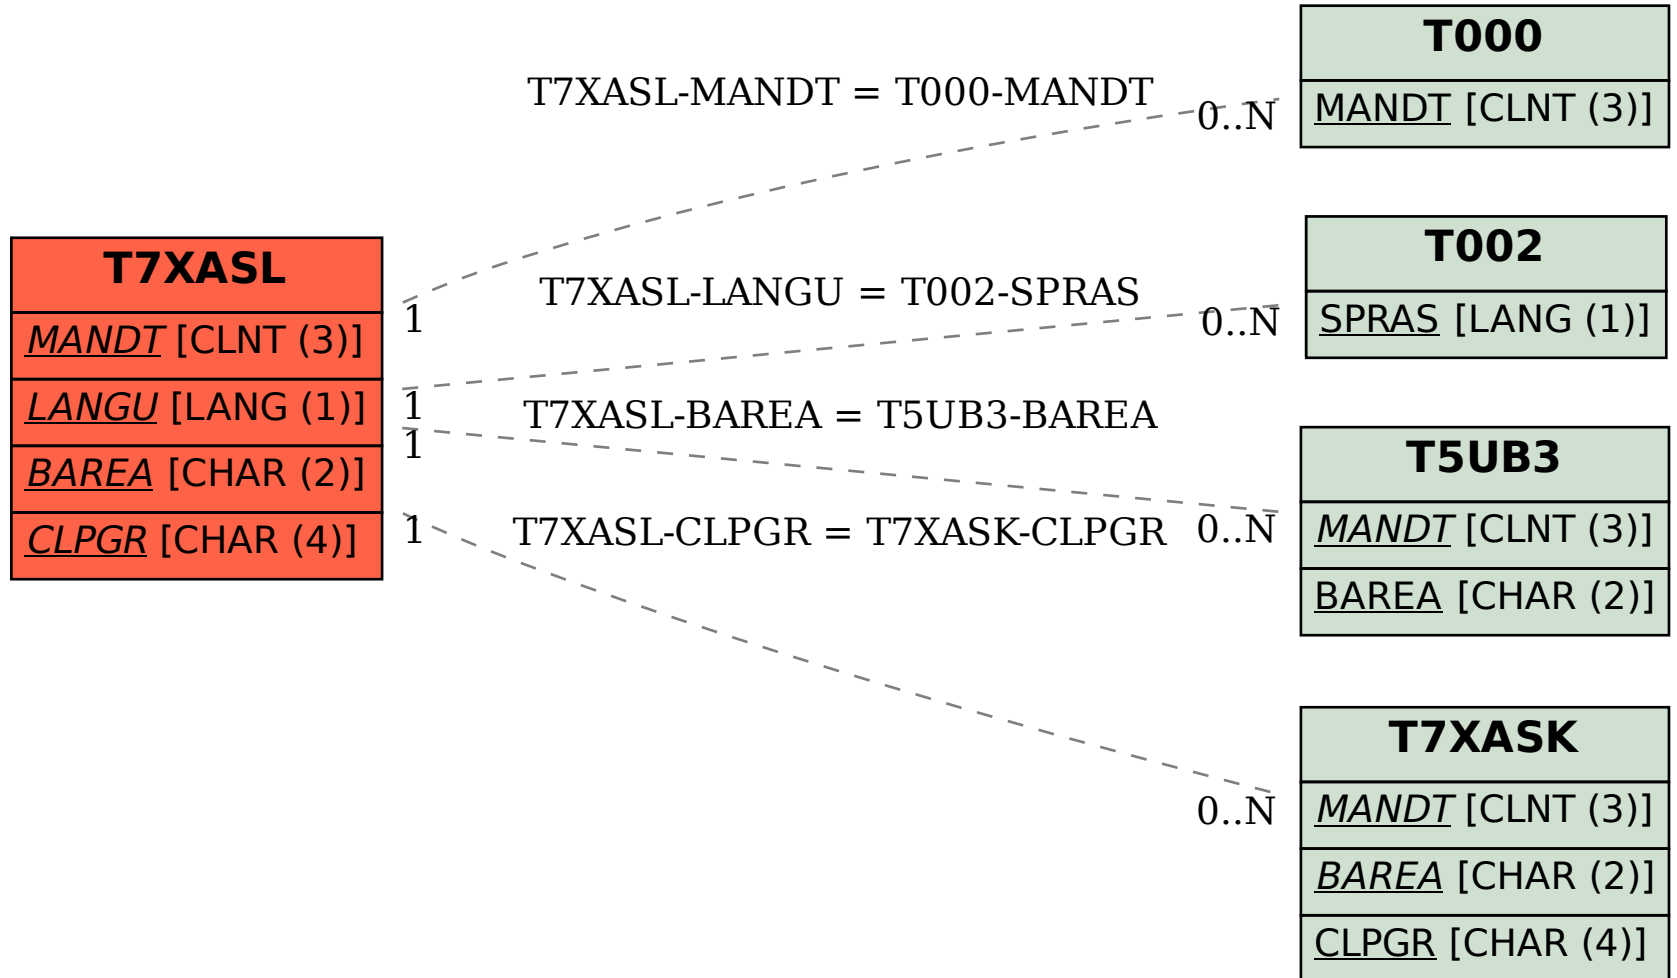 T7XASL
MANDT [CLNT (3)]
LANGU [LANG (1)]
BAREA [CHAR (2)]
CLPGR [CHAR (4)]
T7XASL-MANDT = T000-MANDT
1
0..N
T7XASL-LANGU = T002-SPRAS
1
0..N
T7XASL-BAREA = T5UB3-BAREA
1
0..N
T7XASL-CLPGR = T7XASK-CLPGR
1
0..N
T000
MANDT [CLNT (3)]
T002
SPRAS [LANG (1)]
T5UB3
MANDT [CLNT (3)]
BAREA [CHAR (2)]
T7XASK
MANDT [CLNT (3)]
BAREA [CHAR (2)]
CLPGR [CHAR (4)]